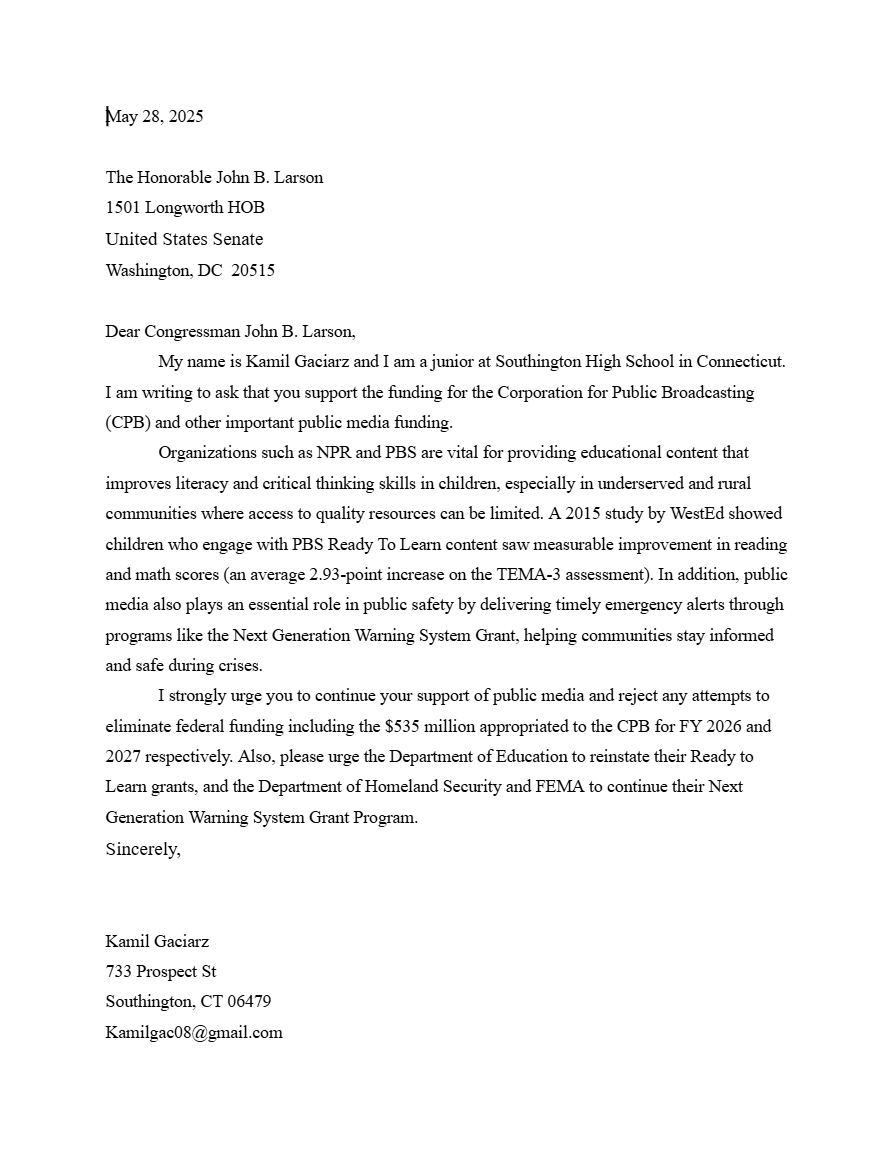 May 28, 2025
The Honorable John B. Larson
1501 Longworth HOB
United States Senate
Washington, DC  20515
Dear Congressman John B. Larson,
My name is Kamil Gaciarz and I am a junior at Southington High School in Connecticut.
I am writing to ask that you support the funding for the Corporation for Public Broadcasting
(CPB) and other important public media funding.
Organizations such as NPR and PBS are vital for providing educational content that
improves literacy and critical thinking skills in children, especially in underserved and rural
communities where access to quality resources can be limited. A 2015 study by WestEd showed
children who engage with PBS Ready To Learn content saw measurable improvement in reading
and math scores (an average 2.93-point increase on the TEMA-3 assessment). In addition, public
media also plays an essential role in public safety by delivering timely emergency alerts through
programs like the Next Generation Warning System Grant, helping communities stay informed
and safe during crises.
I strongly urge you to continue your support of public media and reject any attempts to
eliminate federal funding including the $535 million appropriated to the CPB for FY 2026 and
2027 respectively. Also, please urge the Department of Education to reinstate their Ready to
Learn grants, and the Department of Homeland Security and FEMA to continue their Next
Generation Warning System Grant Program.
Sincerely,
Kamil Gaciarz
733 Prospect St
Southington, CT 06479
Kamilgac08@gmail.com